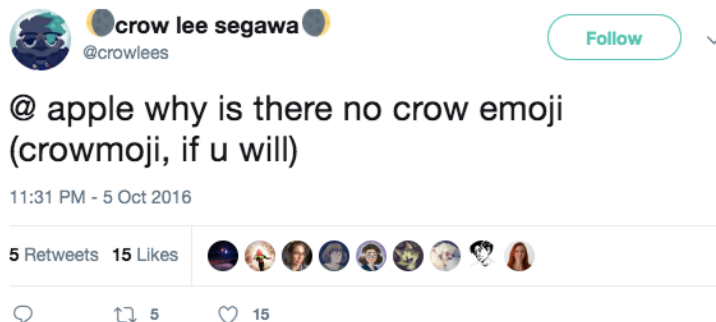 🌘crow lee segawa🌒
@crowlees
Follow
@ apple why is there no crow emoji
(crowmoji, if u will)
11:31 PM - 5 Oct 2016
5 Retweets 15 Likes
5 15